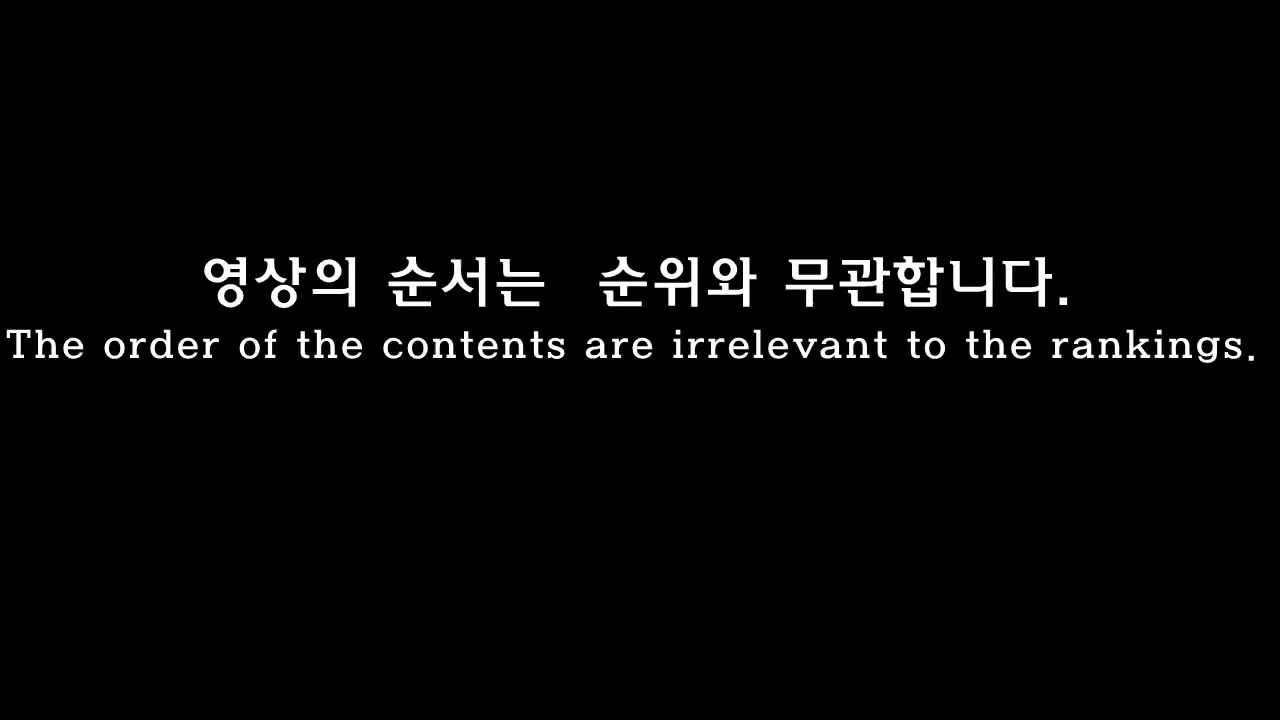 영상의 순서는 순위와 무관합니다.
The order of the contents are irrelevant to the rankings.